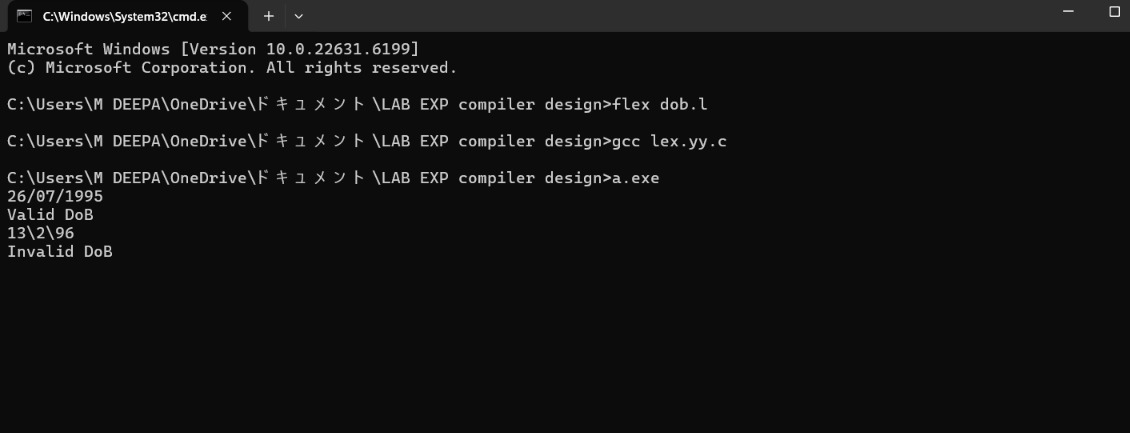 C:\Windows\System32\cmd.e
Microsoft Windows [Version 10.0.22631.6199]
(c) Microsoft Corporation. All rights reserved.
C:\Users\M DEEPA\OneDrive\ドキュメント\LAB EXP compiler design>flex dob.l
C:\Users\M DEEPA\OneDrive\ドキュメント\LAB EXP compiler design>gcc lex.yy.c
C:\Users\M DEEPA\OneDrive\ドキュメント\LAB EXP compiler design>a.exe
26/07/1995
Valid DoB
13\2\96
Invalid DoB